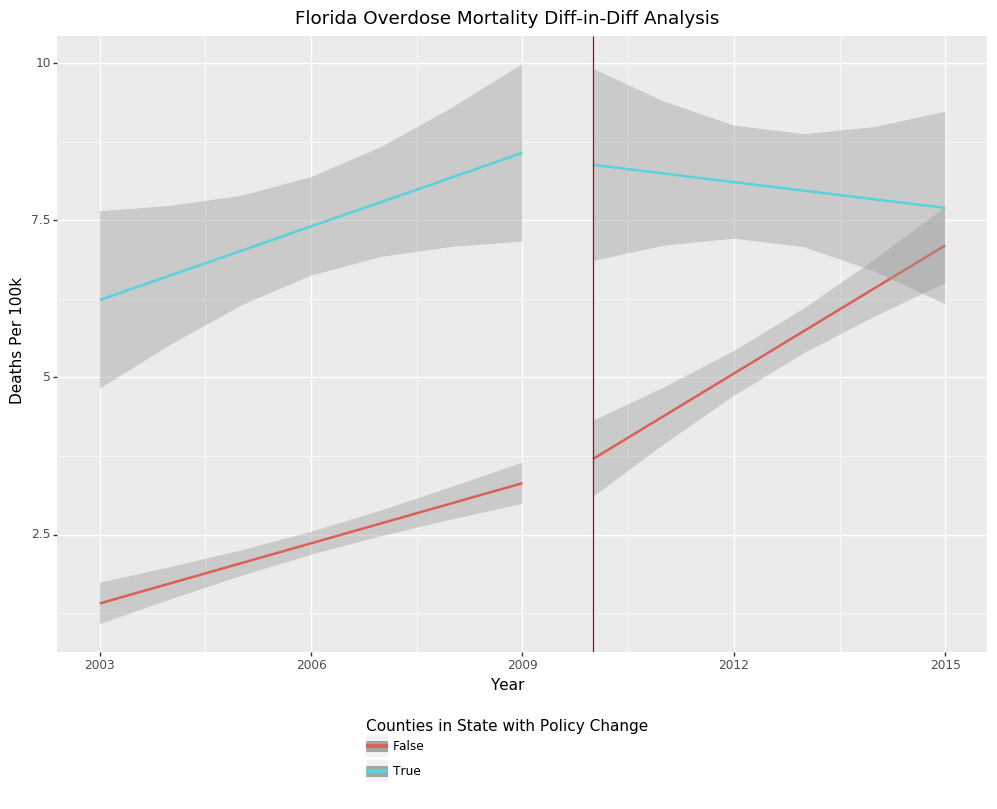 Florida Overdose Mortality Diff-in-Diff Analysis
10
7.5
5
2.5
Deaths Per 100k
2003
2006
2009
2012
2015
Year
Counties in State with Policy Change
False
True